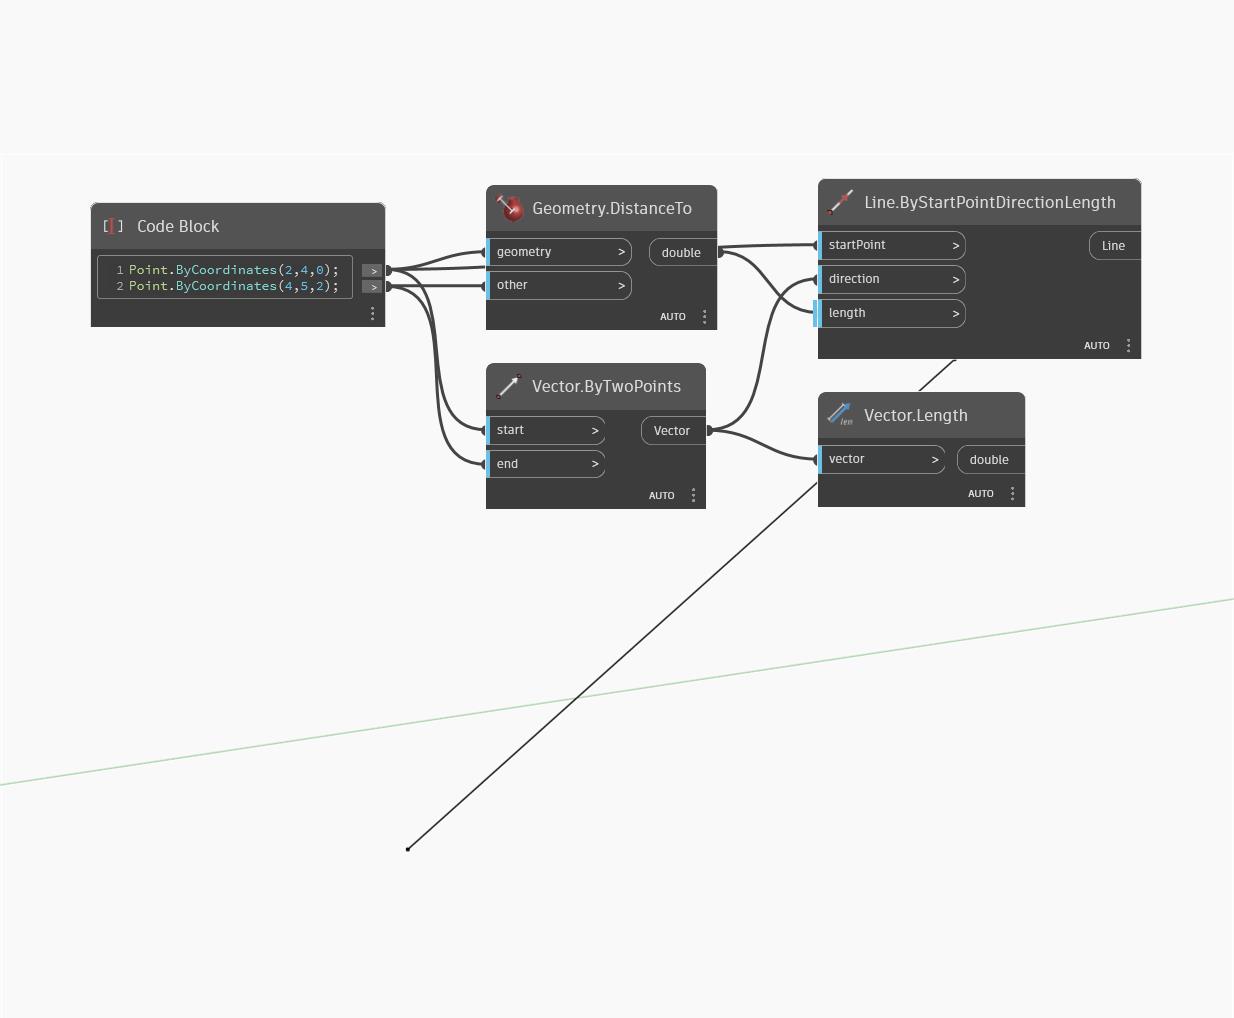 Code Block
1 Point.ByCoordinates(2,4,0); >
2 Point.ByCoordinates(4,5,2); >
Geometry.DistanceTo
geometry > double
other >
AUTO
Vector.ByTwoPoints
start > Vector
end >
AUTO
Line.ByStartPointDirectionLength
startPoint > Line
direction >
length >
AUTO
len Vector.Length
vector > double
AUTO